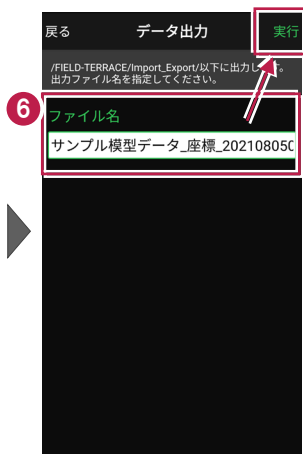 戻る データ出力 実行
/FIELD-TERRACE/Import_Export/以下に出力し す。
出力ファイル名を指定してください。
6
ファイル名
サンプル模型データ_座標_20210805